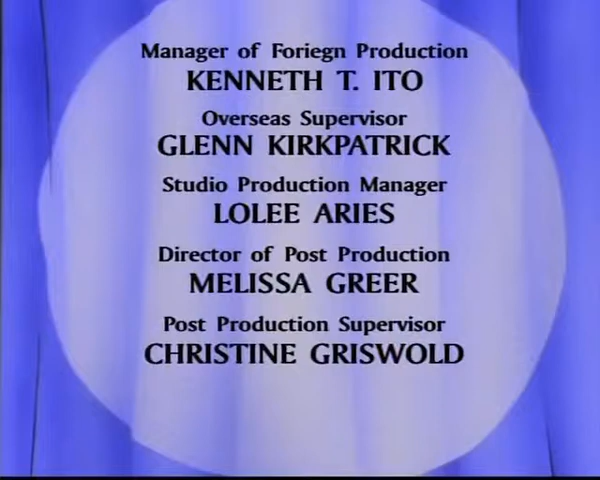 Manager of Foriegn Production
KENNETH T. ITO
Overseas Supervisor
GLENN KIRKPATRICK
Studio Production Manager
LOLEE ARIES
Director of Post Production
MELISSA GREER
Post Production Supervisor
CHRISTINE GRISWOLD